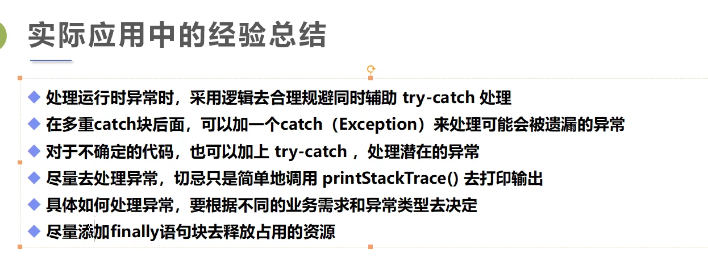 实际应用中的经验总结
处理运行时异常时，采用逻辑去合理规避同时辅助 try-catch 处理
在多重catch块后面，可以加一个catch（Exception）来处理可能会被遗漏的异常
对于不确定的代码，也可以加上 try-catch ，处理潜在的异常
尽量去处理异常，切忌只是简单地调用 printStackTrace() 去打印输出
具体如何处理异常，要根据不同的业务需求和异常类型去决定
尽量添加finally语句块去释放占用的资源